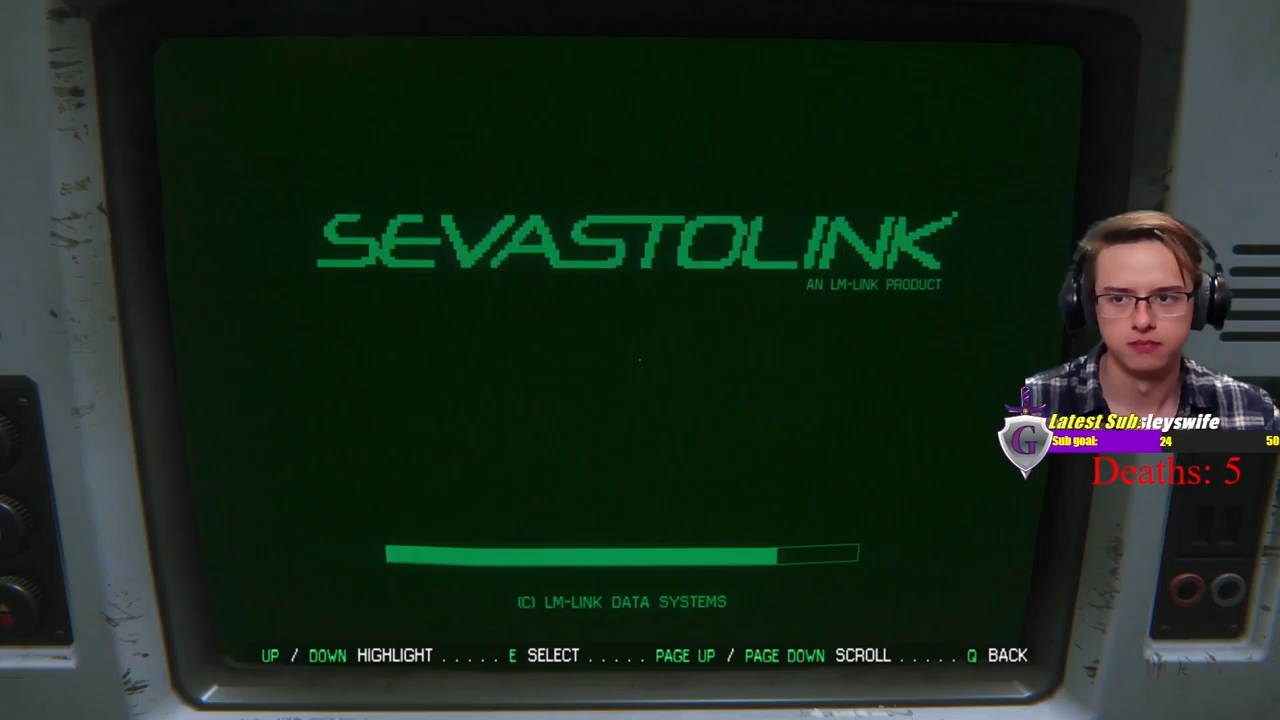 SEVASTOLINK
AN LM-LINK PRODUCT
Latest Sub: sleyswife
Sub goal: 24 50
G
Deaths: 5
(C) LM-LINK DATA SYSTEMS
UP / DOWN HIGHLIGHT ..... E SELECT ..... PAGE UP / PAGE DOWN SCROLL ..... Q BACK